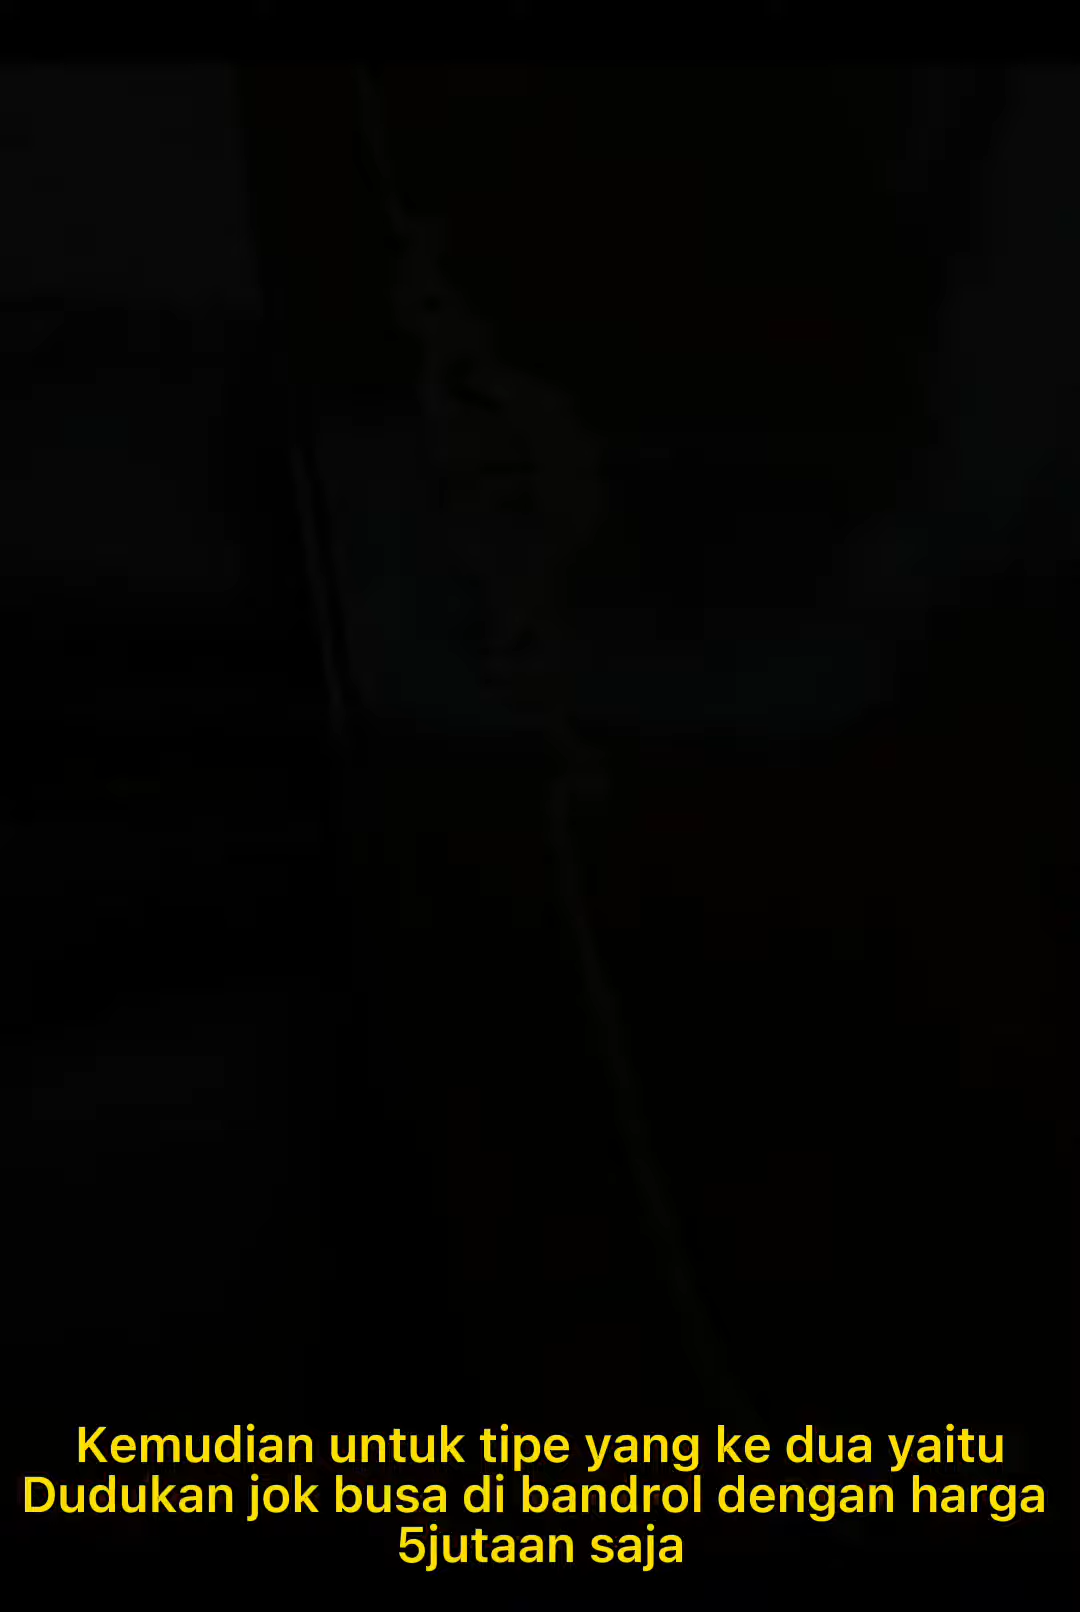 Kemudian untuk tipe yang ke dua yaitu
Dudukan jok busa di bandrol dengan harga
5jutaan saja